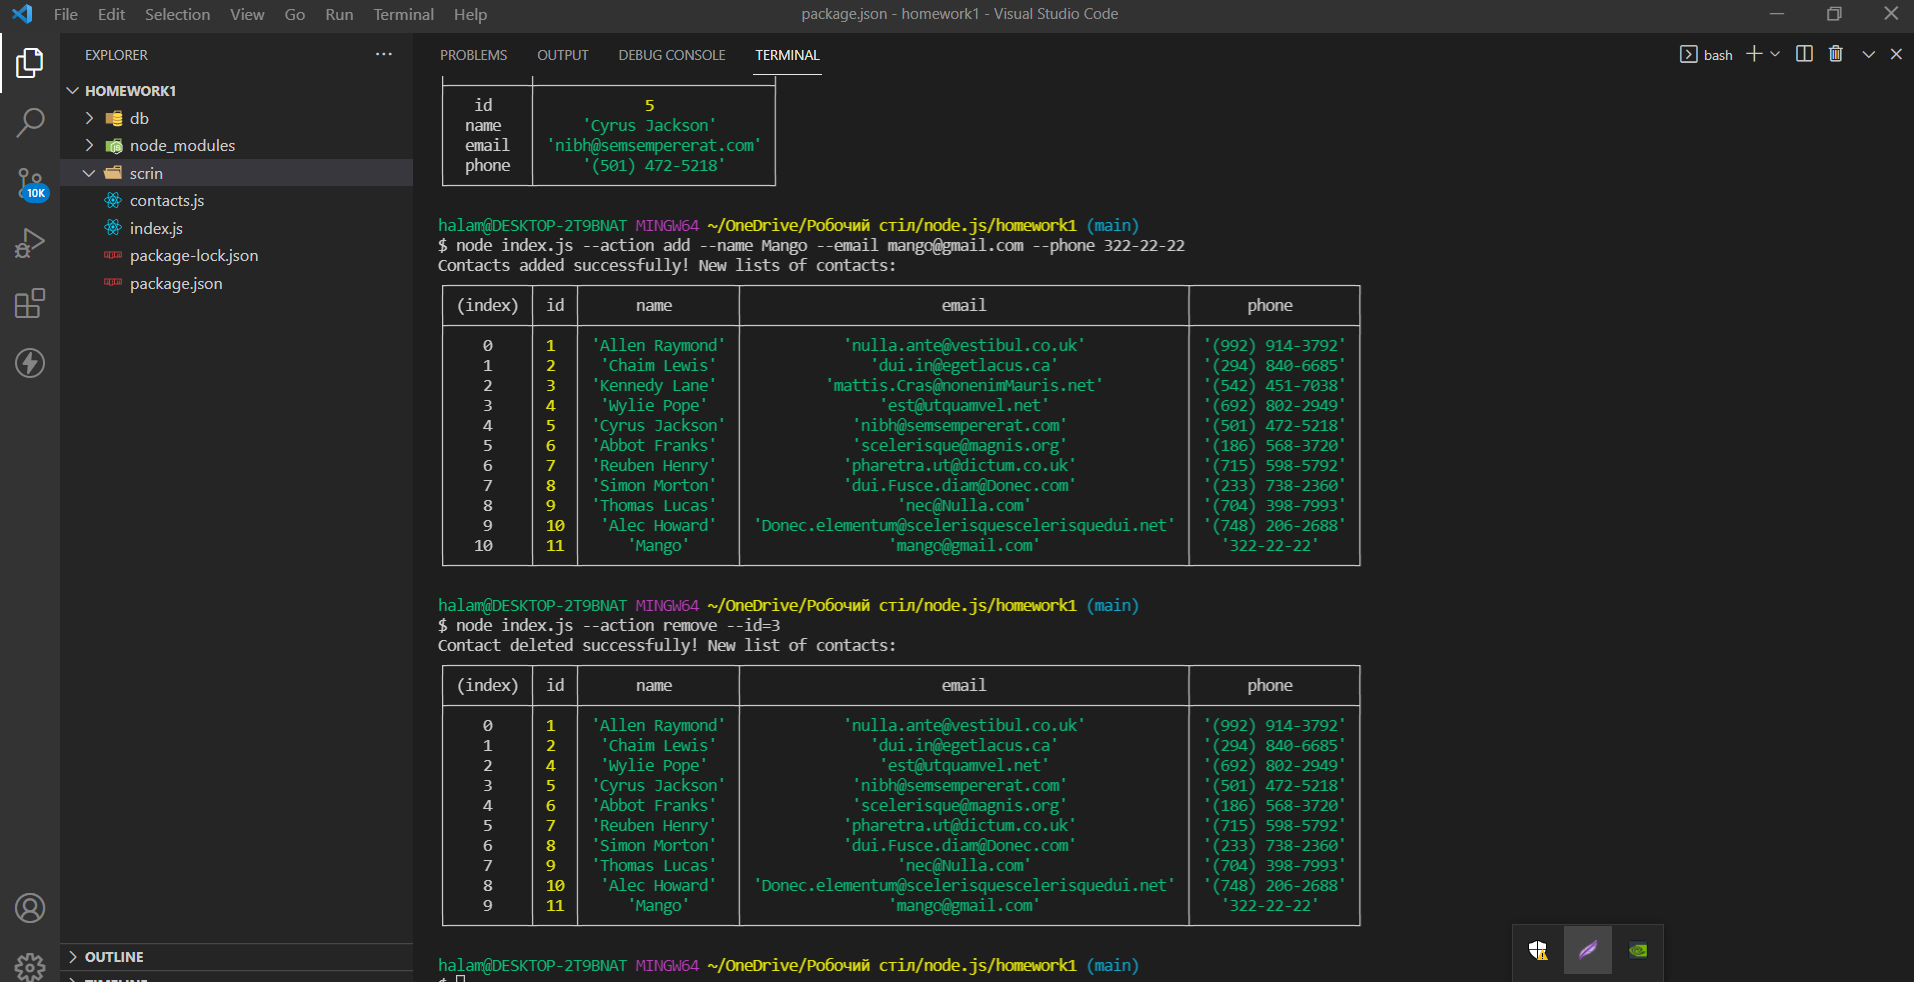 File Edit Selection View Go Run Terminal Help
package.json - homework1 - Visual Studio Code
EXPLORER
HOMEWORK1
db
node_modules
scrin
contacts.js
index.js
package-lock.json
package.json
OUTLINE
TIMELINE
10K
PROBLEMS OUTPUT DEBUG CONSOLE TERMINAL
bash
id 5
name 'Cyrus Jackson'
email 'nibh@semsempererat.com'
phone '(501) 472-5218'
halam@DESKTOP-2T9BNAT MINGW64 ~/OneDrive/Робочий стіл/node.js/homework1 (main)
$ node index.js --action add --name Mango --email mango@gmail.com --phone 322-22-22
Contacts added successfully! New lists of contacts:
(index) id name email phone
0 1 'Allen Raymond' 'nulla.ante@vestibul.co.uk' '(992) 914-3792'
1 2 'Chaim Lewis' 'dui.in@egetlacus.ca' '(294) 840-6685'
2 3 'Kennedy Lane' 'mattis.Cras@nonenimMauris.net' '(542) 451-7038'
3 4 'Wylie Pope' 'est@utquamvel.net' '(692) 802-2949'
4 5 'Cyrus Jackson' 'nibh@semsempererat.com' '(501) 472-5218'
5 6 'Abbot Franks' 'scelerisque@magnis.org' '(186) 568-3720'
6 7 'Reuben Henry' 'pharetra.ut@dictum.co.uk' '(715) 598-5792'
7 8 'Simon Morton' 'dui.Fusce.diam@Donec.com' '(233) 738-2360'
8 9 'Thomas Lucas' 'nec@Nulla.com' '(704) 398-7993'
9 10 'Alec Howard' 'Donec.elementum@scelerisquescelerisquedui.net' '(748) 206-2688'
10 11 'Mango' 'mango@gmail.com' '322-22-22'
halam@DESKTOP-2T9BNAT MINGW64 ~/OneDrive/Робочий стіл/node.js/homework1 (main)
$ node index.js --action remove --id=3
Contact deleted successfully! New list of contacts:
(index) id name email phone
0 1 'Allen Raymond' 'nulla.ante@vestibul.co.uk' '(992) 914-3792'
1 2 'Chaim Lewis' 'dui.in@egetlacus.ca' '(294) 840-6685'
2 4 'Wylie Pope' 'est@utquamvel.net' '(692) 802-2949'
3 5 'Cyrus Jackson' 'nibh@semsempererat.com' '(501) 472-5218'
4 6 'Abbot Franks' 'scelerisque@magnis.org' '(186) 568-3720'
5 7 'Reuben Henry' 'pharetra.ut@dictum.co.uk' '(715) 598-5792'
6 8 'Simon Morton' 'dui.Fusce.diam@Donec.com' '(233) 738-2360'
7 9 'Thomas Lucas' 'nec@Nulla.com' '(704) 398-7993'
8 10 'Alec Howard' 'Donec.elementum@scelerisquescelerisquedui.net' '(748) 206-2688'
9 11 'Mango' 'mango@gmail.com' '322-22-22'
halam@DESKTOP-2T9BNAT MINGW64 ~/OneDrive/Робочий стіл/node.js/homework1 (main)
$